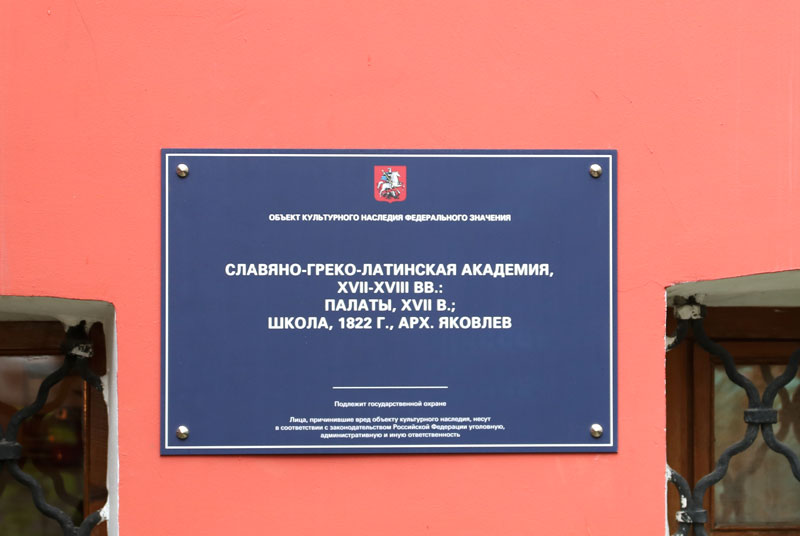 ОБЪЕКТ КУЛЬТУРНОГО НАСЛЕДИЯ ФЕДЕРАЛЬНОГО ЗНАЧЕНИЯ
СЛАВЯНО-ГРЕКО-ЛАТИНСКАЯ АКАДЕМИЯ,
XVII-XVIII ВВ.:
ПАЛАТЫ, XVII В.;
ШКОЛА, 1822 Г., АРХ. ЯКОВЛЕВ
Подлежит государственной охране
Лица, причинившие вред объекту культурного наследия, несут
в соответствии с законодательством Российской Федерации уголовную,
административную и иную ответственность